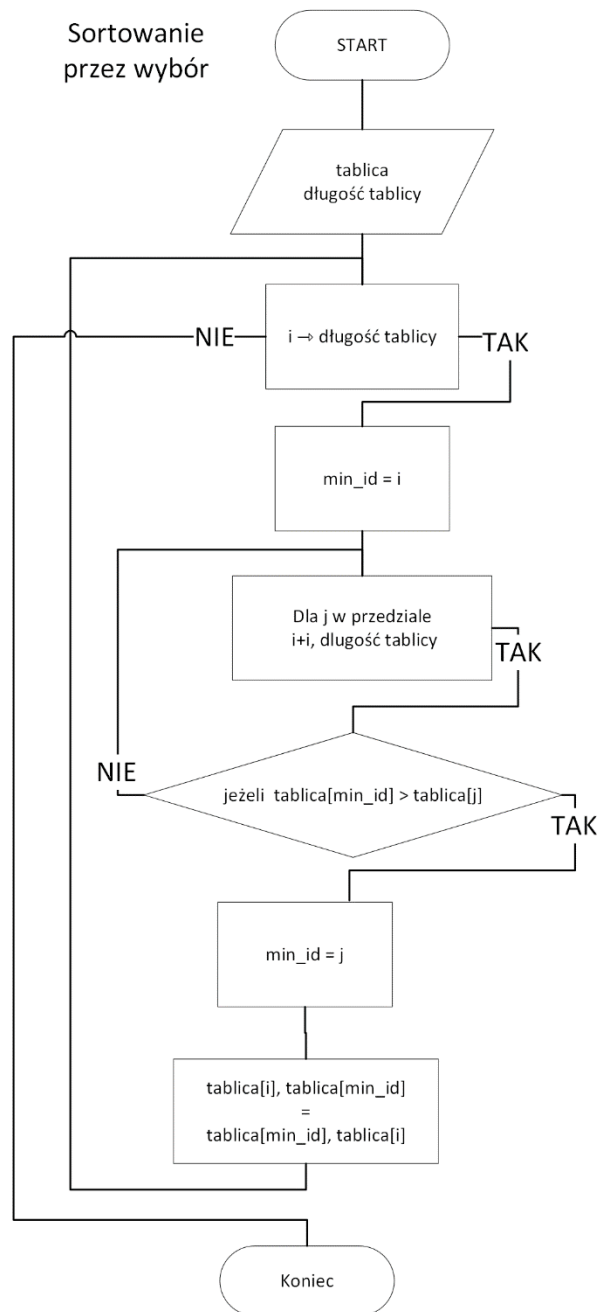 Sortowanie
przez wybór
START
tablica
długość tablicy
i → długość tablicy
NIE
TAK
min_id = i
Dla j w przedziale
i+i, dlugość tablicy
TAK
NIE
jeżeli tablica[min_id] > tablica[j]
TAK
min_id = j
tablica[i], tablica[min_id]
=
tablica[min_id], tablica[i]
Koniec